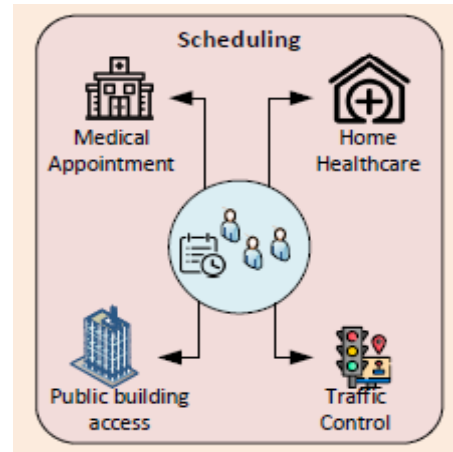 Scheduling
Medical
Appointment
Home
Healthcare
Public building
access
Traffic
Control